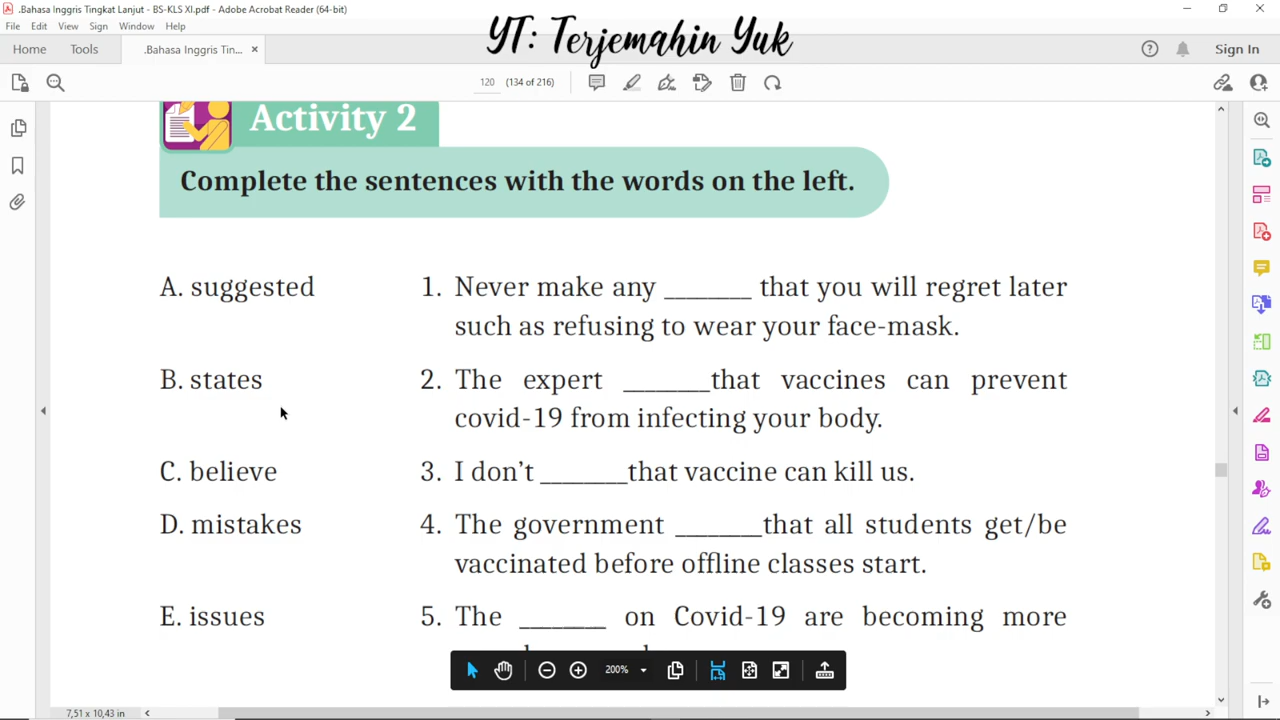 .Bahasa Inggris Tingkat Lanjut - BS-KLS XI.pdf - Adobe Acrobat Reader (64-bit)
File Edit View Sign Window Help
YT: Terjemahin Yuk
Home Tools .Bahasa Inggris Tin... × Sign In
120 (134 of 216)
Activity 2
Complete the sentences with the words on the left.
A. suggested 1. Never make any ________ that you will regret later
such as refusing to wear your face-mask.
B. states 2. The expert ________that vaccines can prevent
covid-19 from infecting your body.
C. believe 3. I don’t ________that vaccine can kill us.
D. mistakes 4. The government ________that all students get/be
vaccinated before offline classes start.
E. issues 5. The ________ on Covid-19 are becoming more
200%
7,51 x 10,43 in